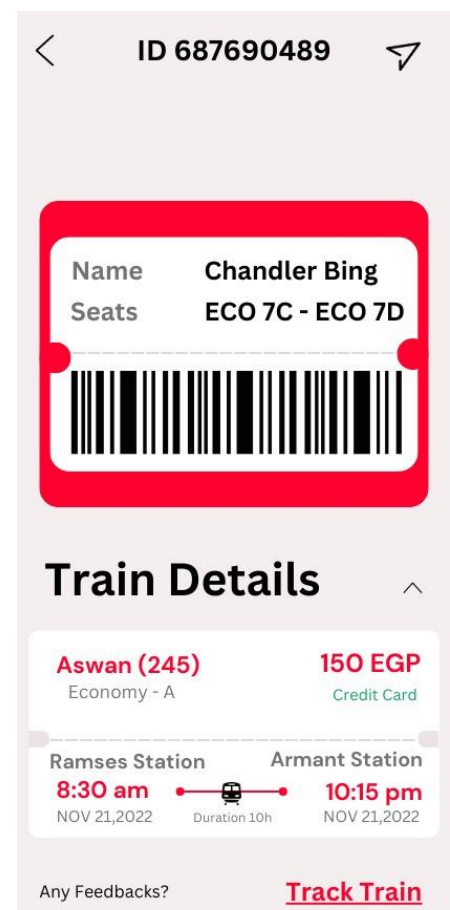 ID 687690489
Name Chandler Bing
Seats ECO 7C - ECO 7D
Train Details
Aswan (245) 150 EGP
Economy - A Credit Card
Ramses Station Armant Station
8:30 am 10:15 pm
NOV 21,2022 Duration 10h NOV 21,2022
Any Feedbacks? Track Train